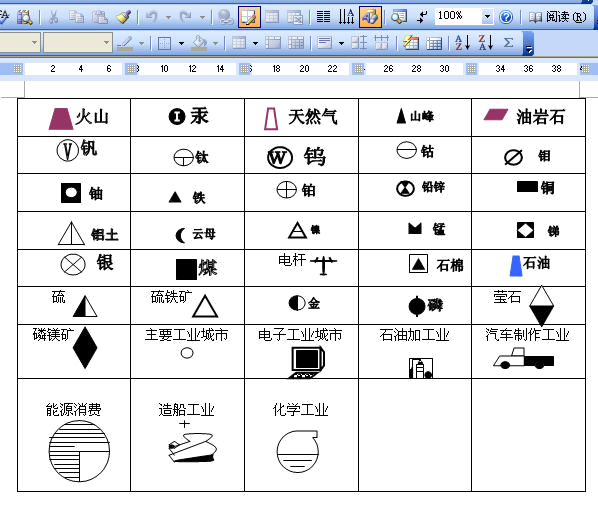 100%
阅读(R)
2 4 6 8 10 12 14 16 18 20 22 24 26 28 30 32 34 36 38
火山 汞 天然气 山峰 油岩石
V 钒 钛 W 钨 钴 钼
铀 铁 铂 铅锌 铜
铝土 云母 镍 锰 锑
银 煤 电杆 石棉 石油
硫 硫铁矿 金 磷 莹石
磷镁矿 主要工业城市 电子工业城市 石油加工业 汽车制作工业
能源消费 造船工业 化学工业